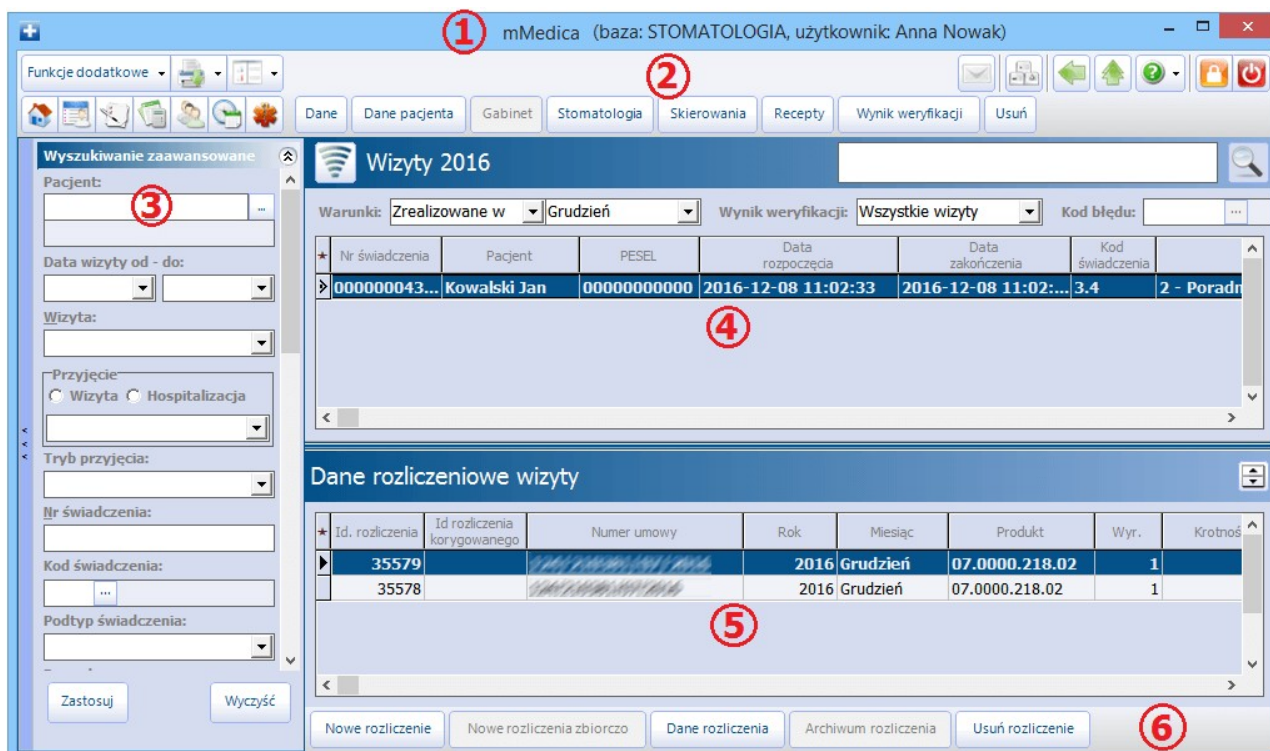 ① mMedica (baza: STOMATOLOGIA, użytkownik: Anna Nowak)
Funkcje dodatkowe
②
Dane Dane pacjenta Gabinet Stomatologia Skierowania Recepty Wynik weryfikacji Usuń
Wyszukiwanie zaawansowane
Pacjent:
③
...
Data wizyty od - do:
Wizyta:
Przyjęcie
Wizyta Hospitalizacja
Tryb przyjęcia:
Nr świadczenia:
Kod świadczenia:
...
Podtyp świadczenia:
Zastosuj Wyczyść
Wizyty 2016
Warunki: Zrealizowane w Grudzień Wynik weryfikacji: Wszystkie wizyty Kod błędu: ...
Nr świadczenia Pacjent PESEL Data rozpoczęcia Data zakończenia Kod świadczenia
000000043... Kowalski Jan 00000000000 2016-12-08 11:02:33 2016-12-08 11:02:... 3.4 2 - Poradn
④
Dane rozliczeniowe wizyty
Id. rozliczenia Id rozliczenia korygowanego Numer umowy Rok Miesiąc Produkt Wyr. Krotnoś
35579 2016 Grudzień 07.0000.218.02 1
35578 2016 Grudzień 07.0000.218.02 1
⑤
Nowe rozliczenie Nowe rozliczenia zbiorczo Dane rozliczenia Archiwum rozliczenia Usuń rozliczenie ⑥